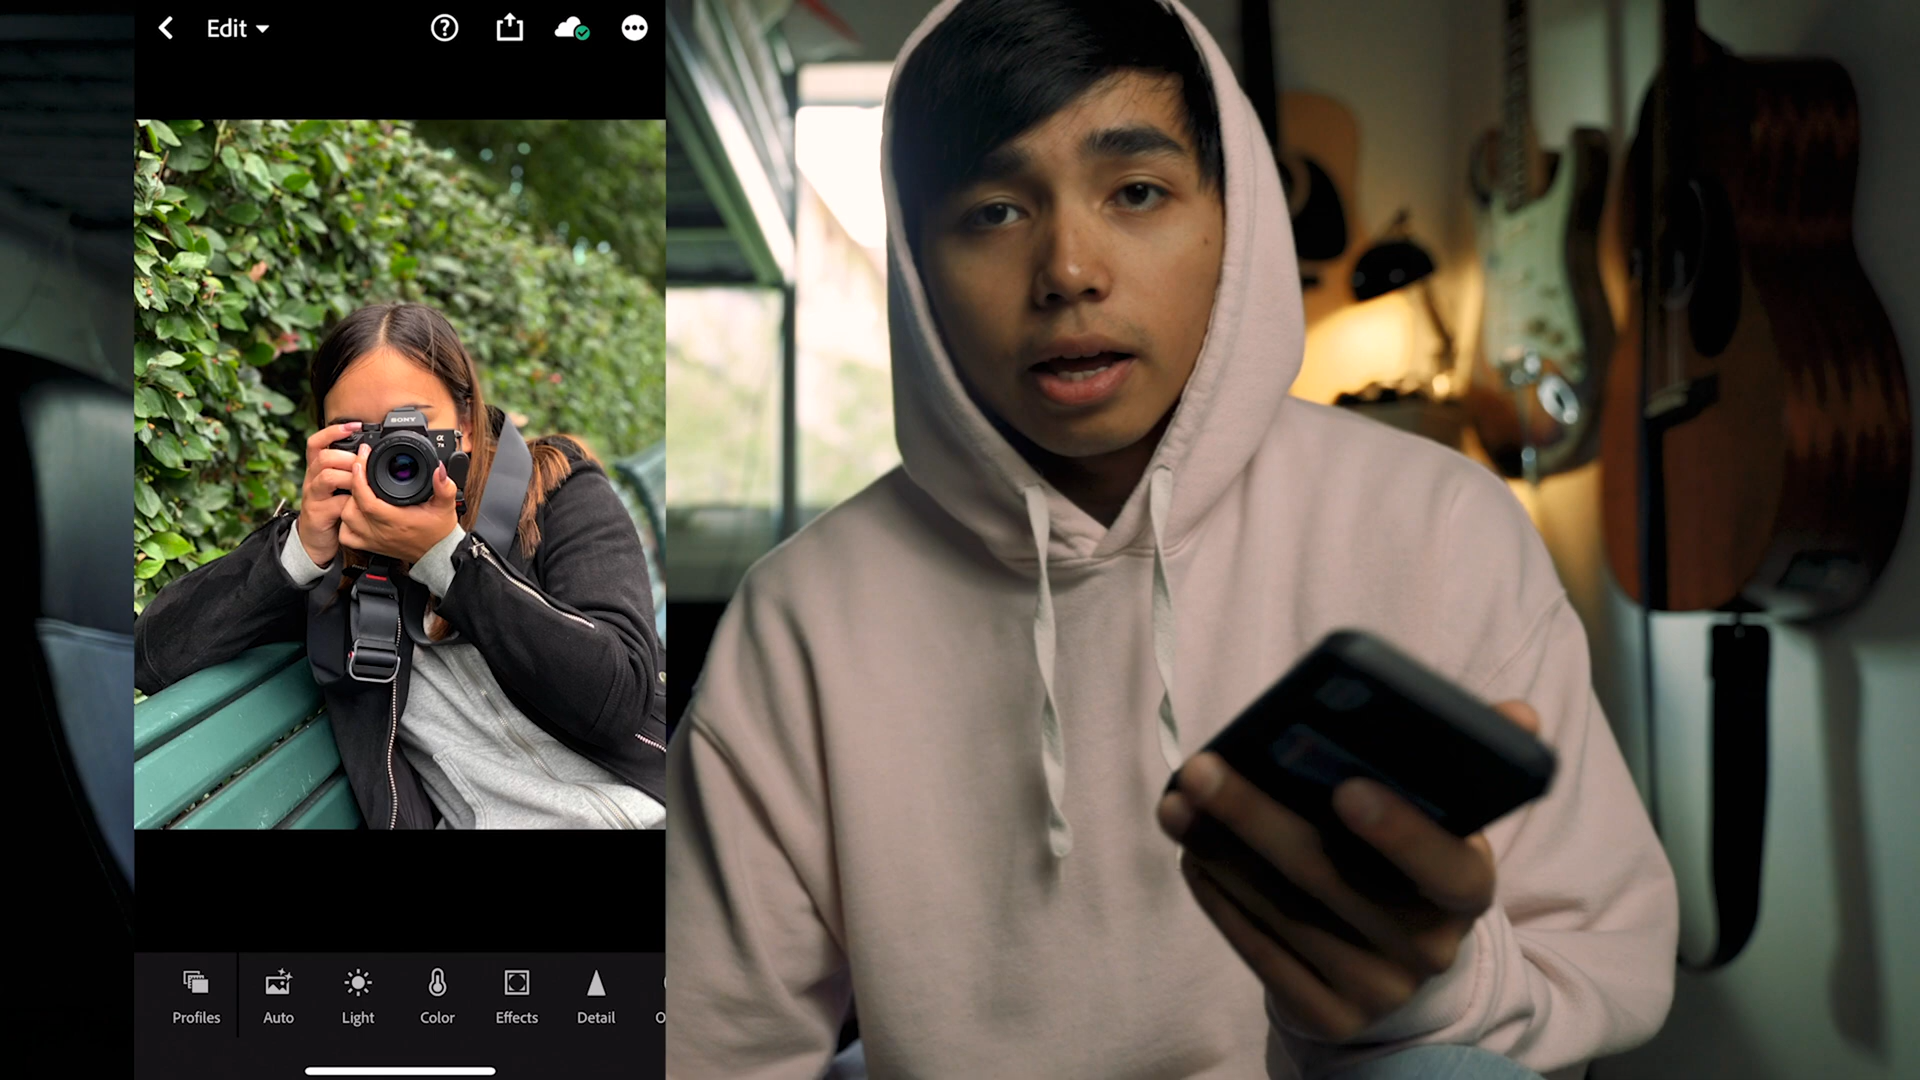 Edit
SONY
α
Profiles
Auto
Light
Color
Effects
Detail